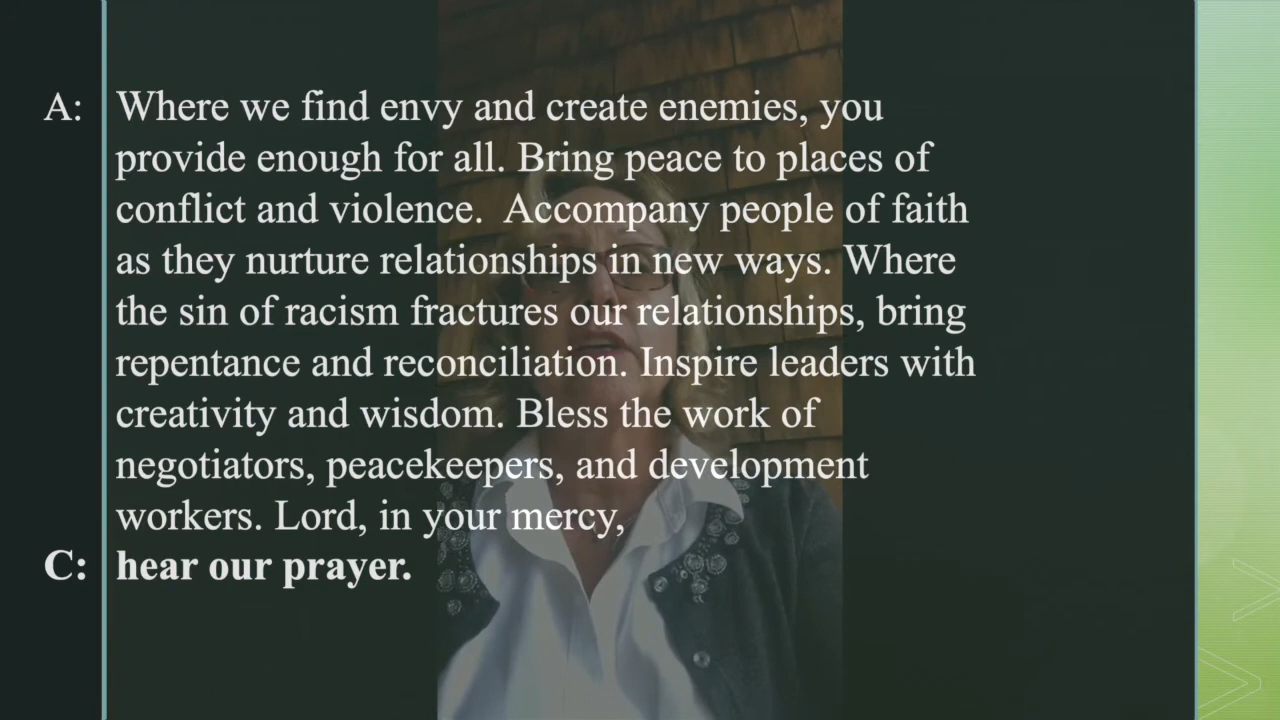 A: Where we find envy and create enemies, you
provide enough for all. Bring peace to places of
conflict and violence.  Accompany people of faith
as they nurture relationships in new ways. Where
the sin of racism fractures our relationships, bring
repentance and reconciliation. Inspire leaders with
creativity and wisdom. Bless the work of
negotiators, peacekeepers, and development
workers. Lord, in your mercy,
C: hear our prayer.